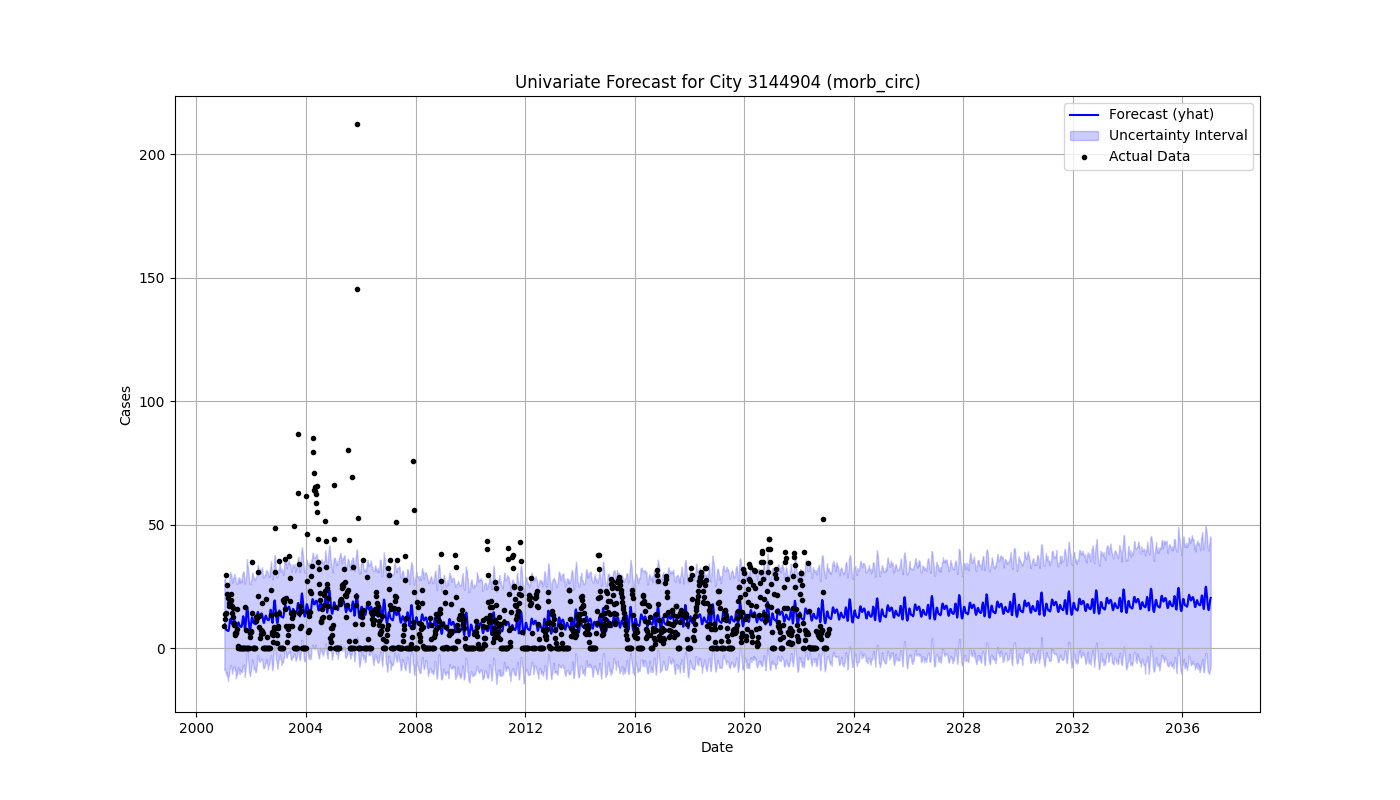 Univariate Forecast for City 3144904 (morb_circ)
Forecast (yhat)
Uncertainty Interval
Actual Data
Cases
200
150
100
50
0
2000 2004 2008 2012 2016 2020 2024 2028 2032 2036
Date